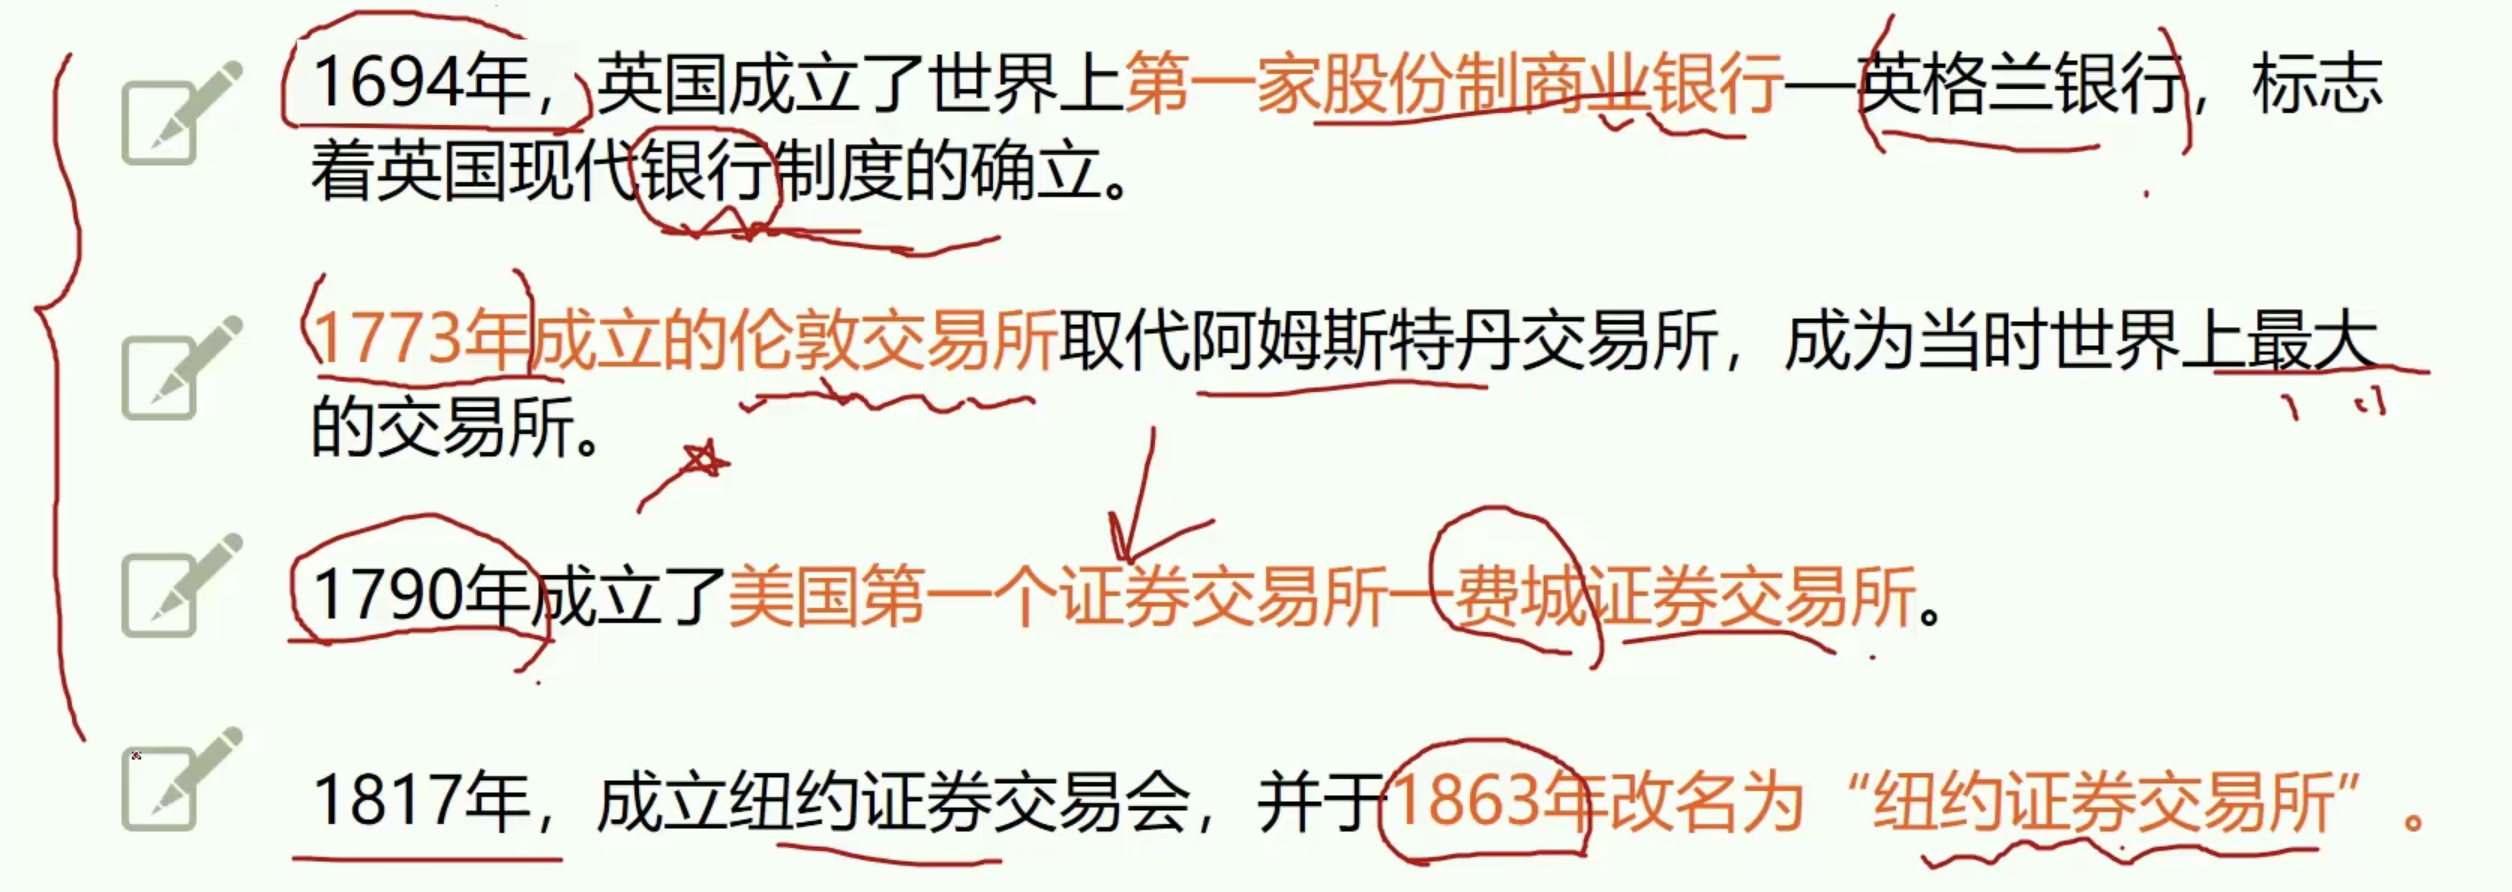 1694年，英国成立了世界上第一家股份制商业银行—英格兰银行，标志
着英国现代银行制度的确立。
1773年成立的伦敦交易所取代阿姆斯特丹交易所，成为当时世界上最大
的交易所。
1790年成立了美国第一个证券交易所—费城证券交易所。
1817年，成立纽约证券交易会，并于1863年改名为“纽约证券交易所”。